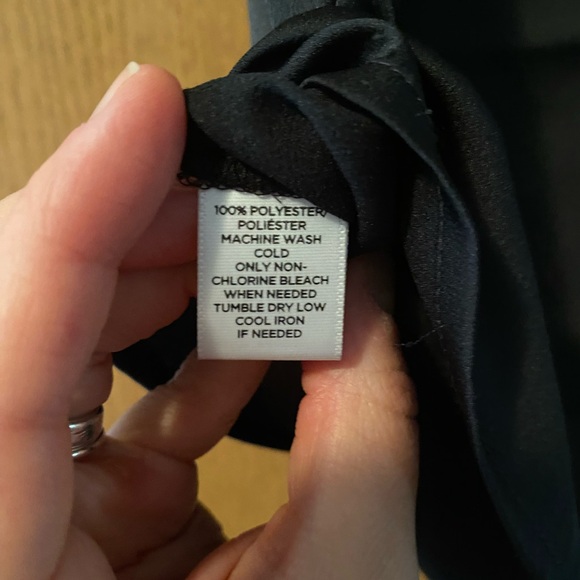 100% POLYESTER/
POLIÉSTER
MACHINE WASH
COLD
ONLY NON-
CHLORINE BLEACH
WHEN NEEDED
TUMBLE DRY LOW
COOL IRON
IF NEEDED